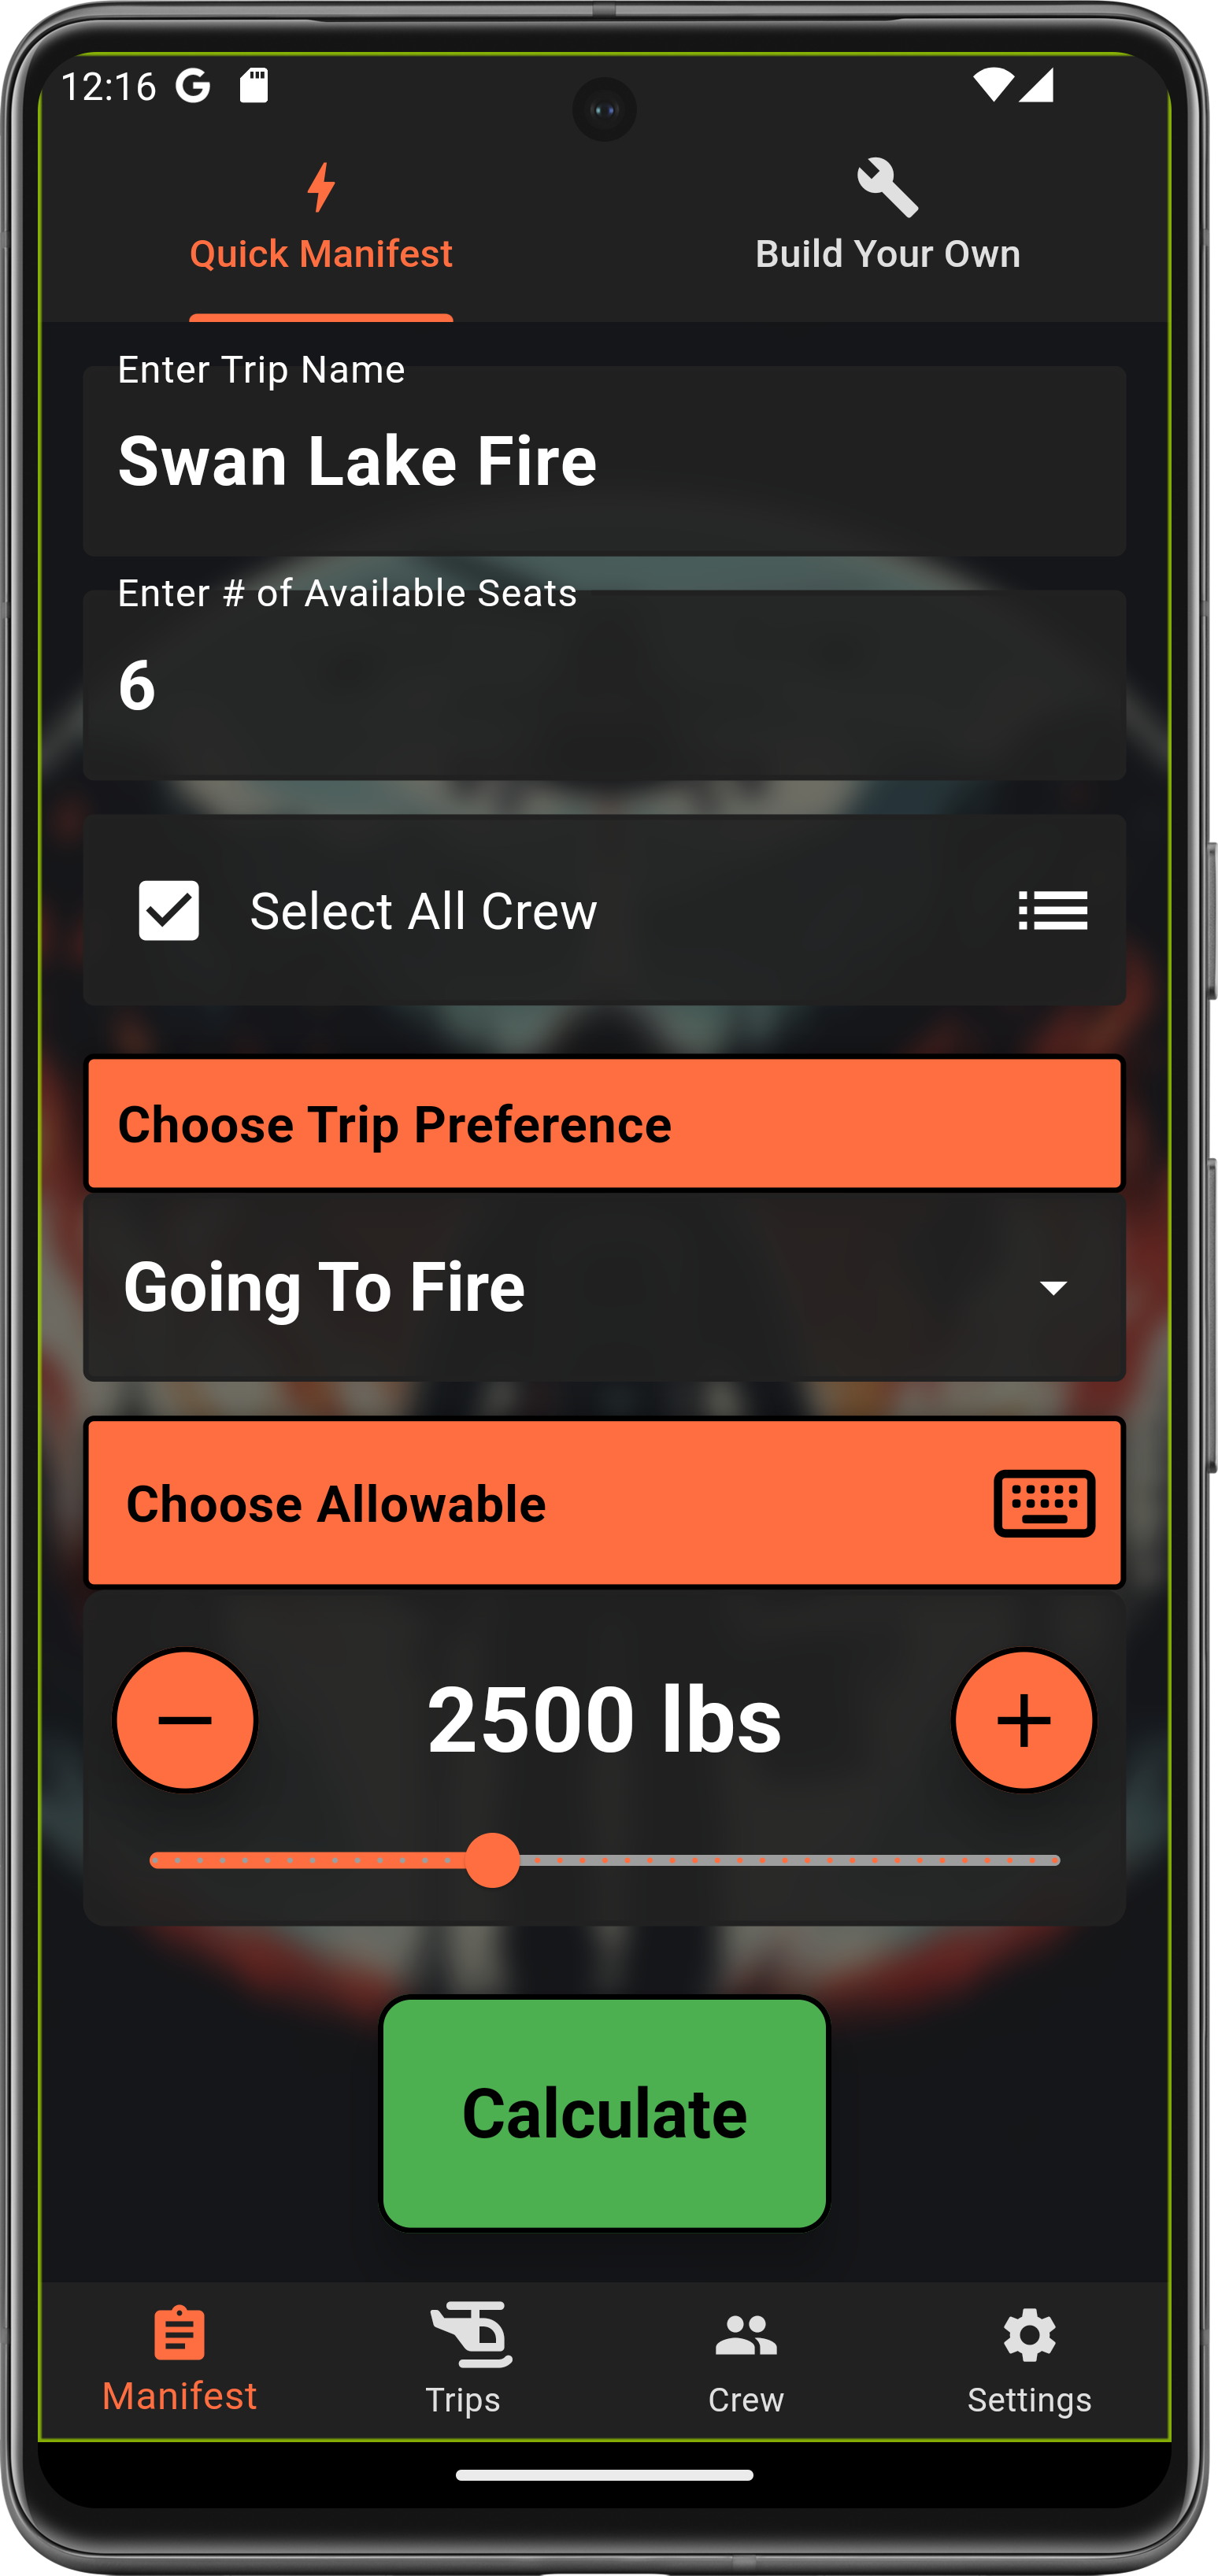 12:16
Quick Manifest
Build Your Own
Enter Trip Name
Swan Lake Fire
Enter # of Available Seats
6
Select All Crew
Choose Trip Preference
Going To Fire
Choose Allowable
2500 lbs
Calculate
Manifest
Trips
Crew
Settings